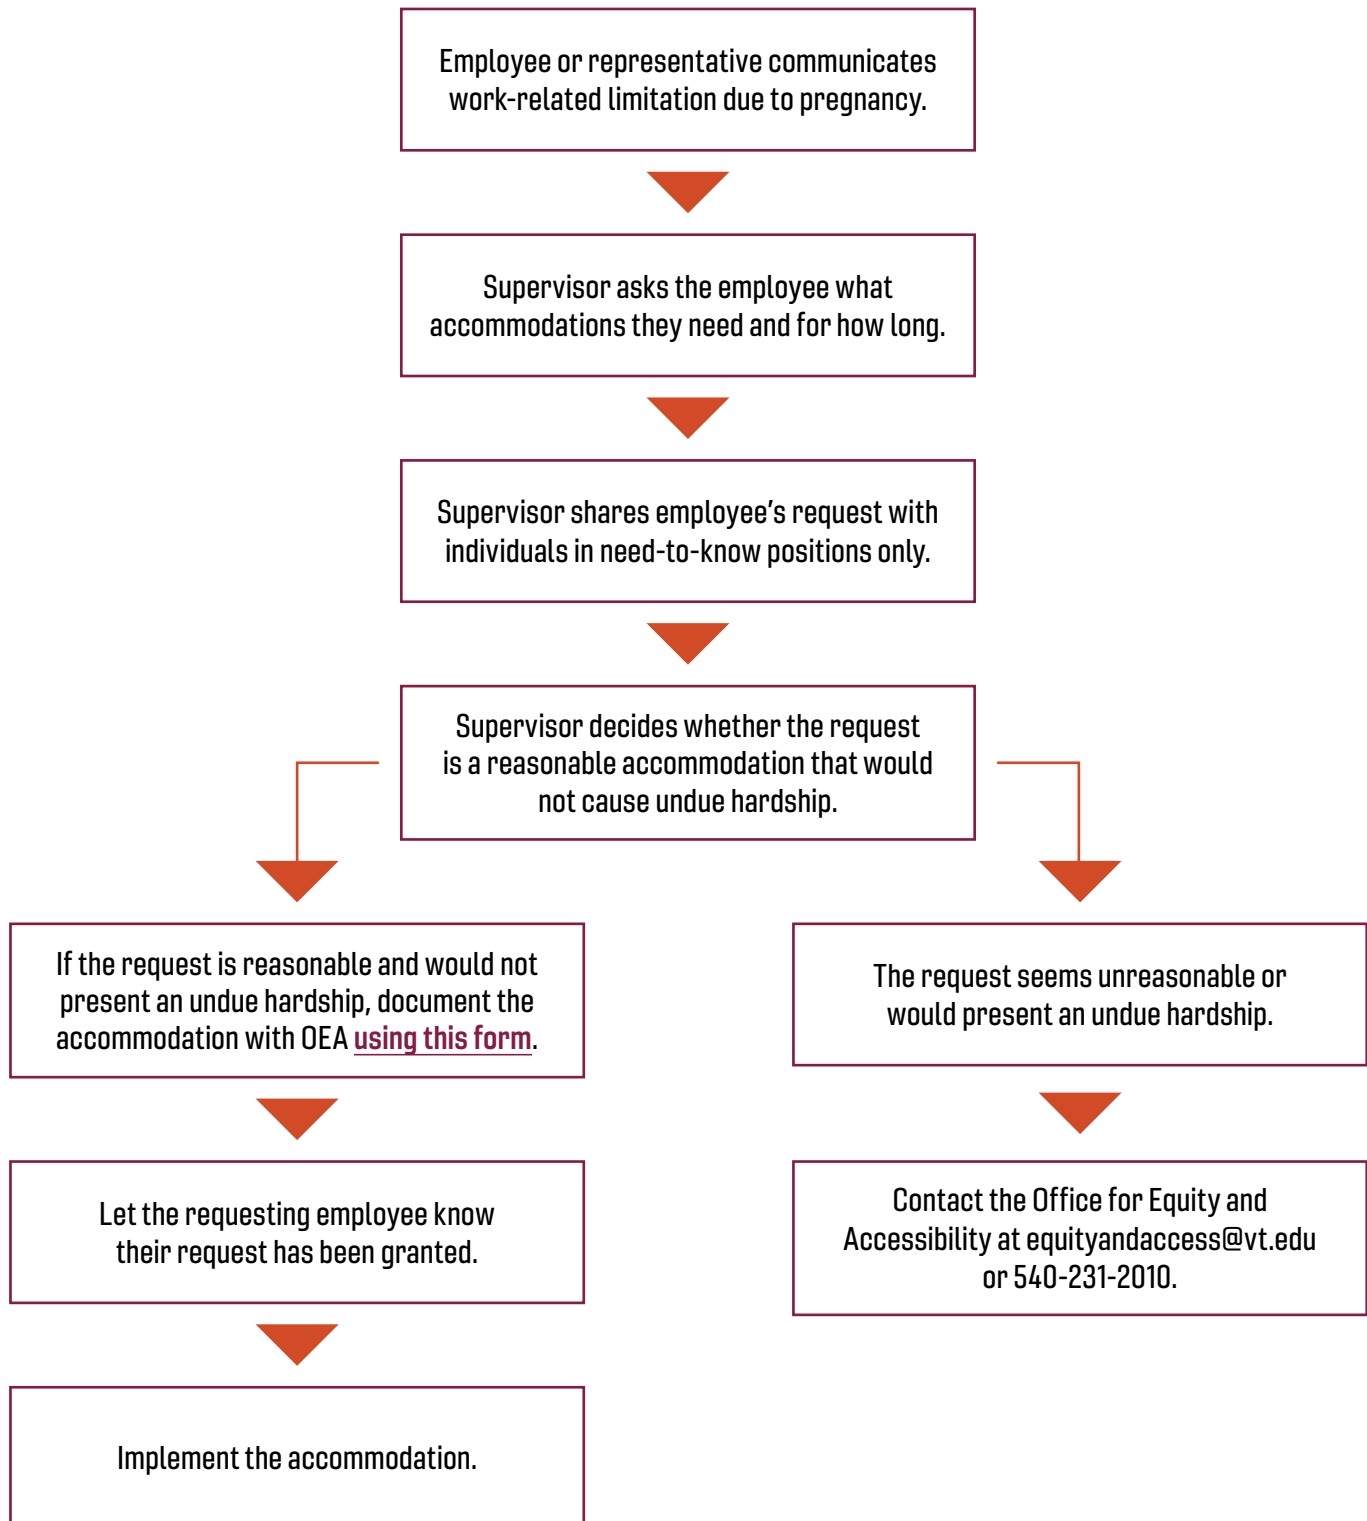 Employee or representative communicates
work-related limitation due to pregnancy.
Supervisor asks the employee what
accommodations they need and for how long.
Supervisor shares employee’s request with
individuals in need-to-know positions only.
Supervisor decides whether the request
is a reasonable accommodation that would
not cause undue hardship.
If the request is reasonable and would not
present an undue hardship, document the
accommodation with OEA using this form.
Let the requesting employee know
their request has been granted.
Implement the accommodation.
The request seems unreasonable or
would present an undue hardship.
Contact the Office for Equity and
Accessibility at equityandaccess@vt.edu
or 540-231-2010.